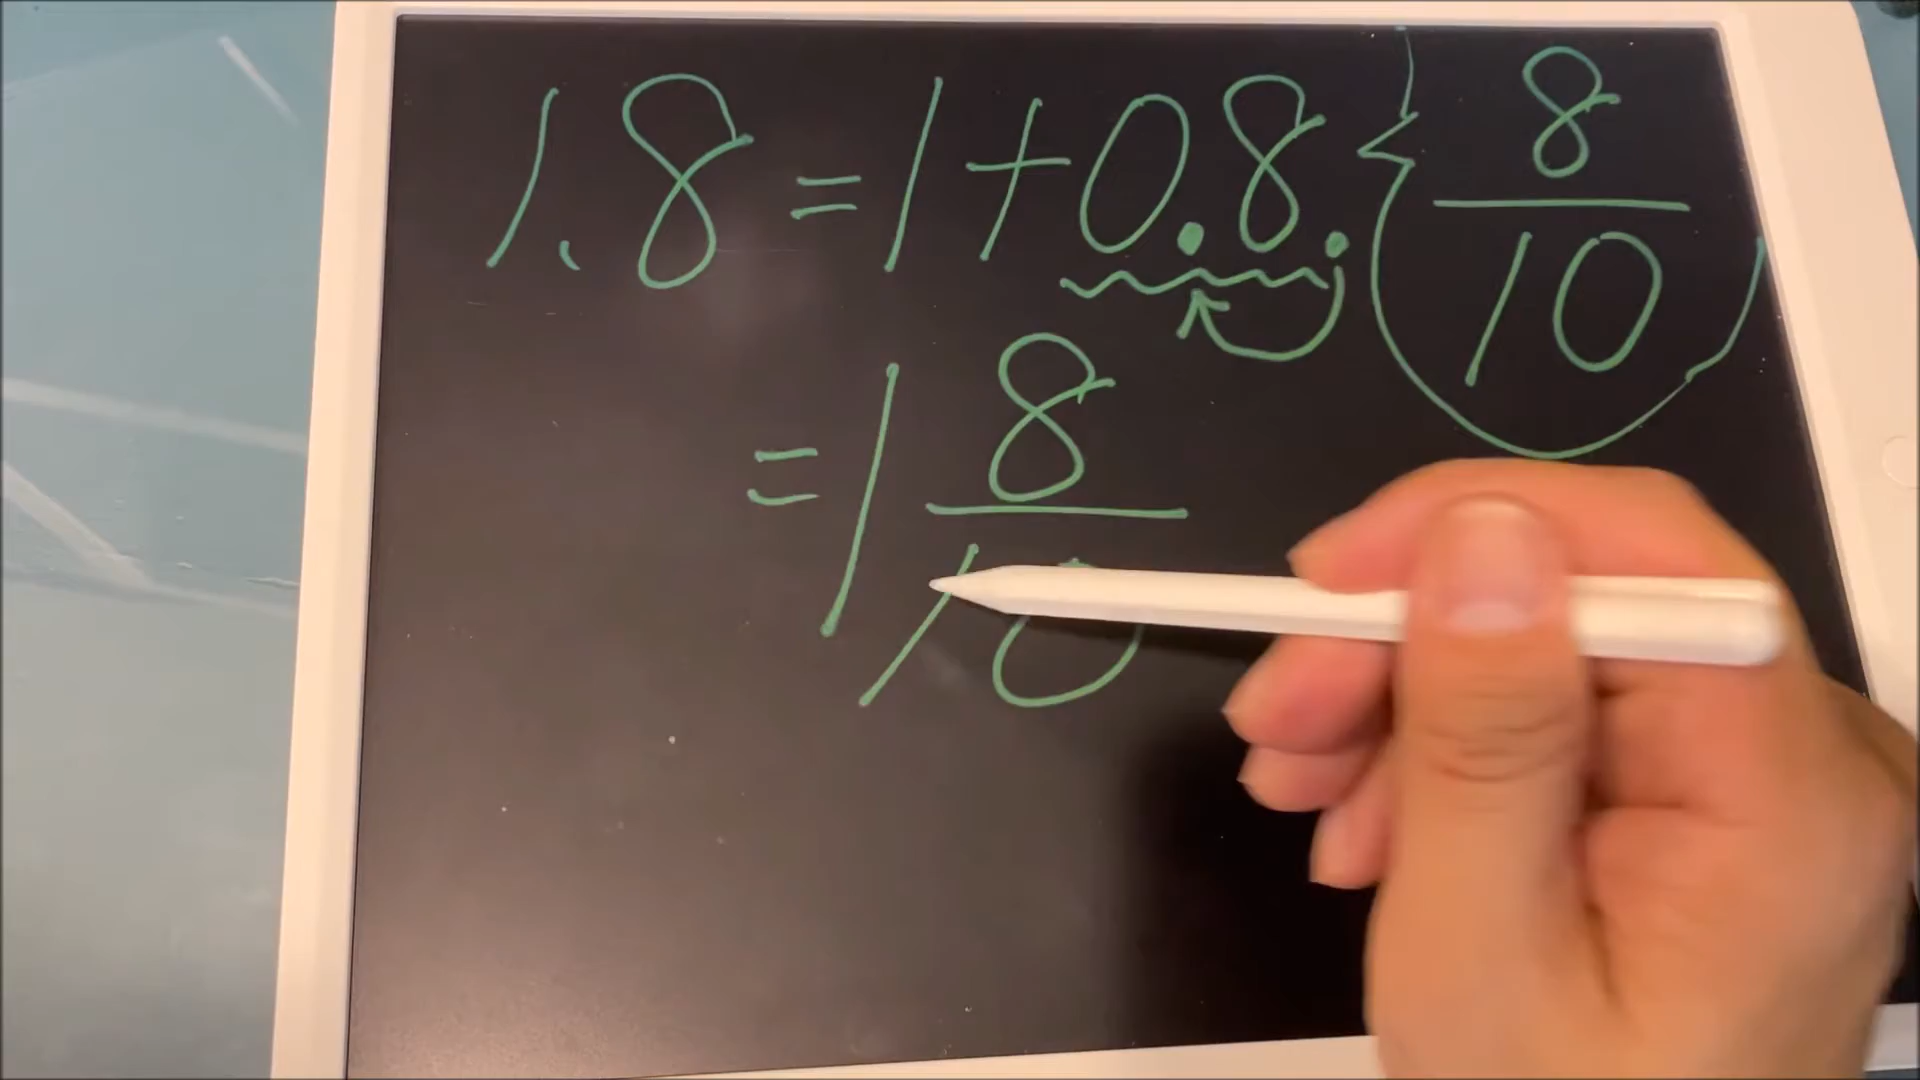 1.8 = 1 + 0.8. { 8/10
= 1 8/10